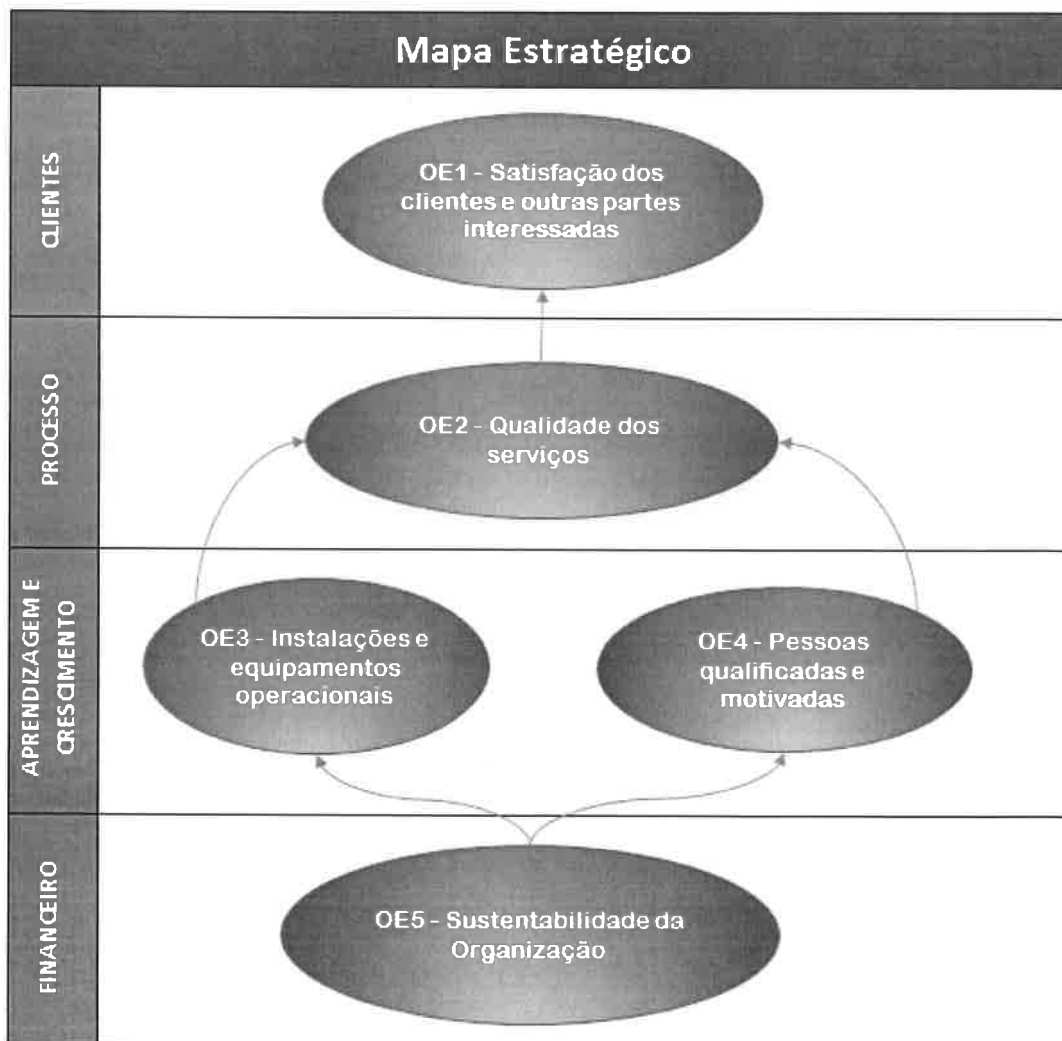 Mapa Estratégico
CLIENTES
OE1 - Satisfação dos
clientes e outras partes
interessadas
PROCESSO
OE2 - Qualidade dos
serviços
APRENDIZAGEM E
CRESCIMENTO
OE3 - Instalações e
equipamentos
operacionais
OE4 - Pessoas
qualificadas e
motivadas
FINANCEIRO
OE5 - Sustentabilidade da
Organização